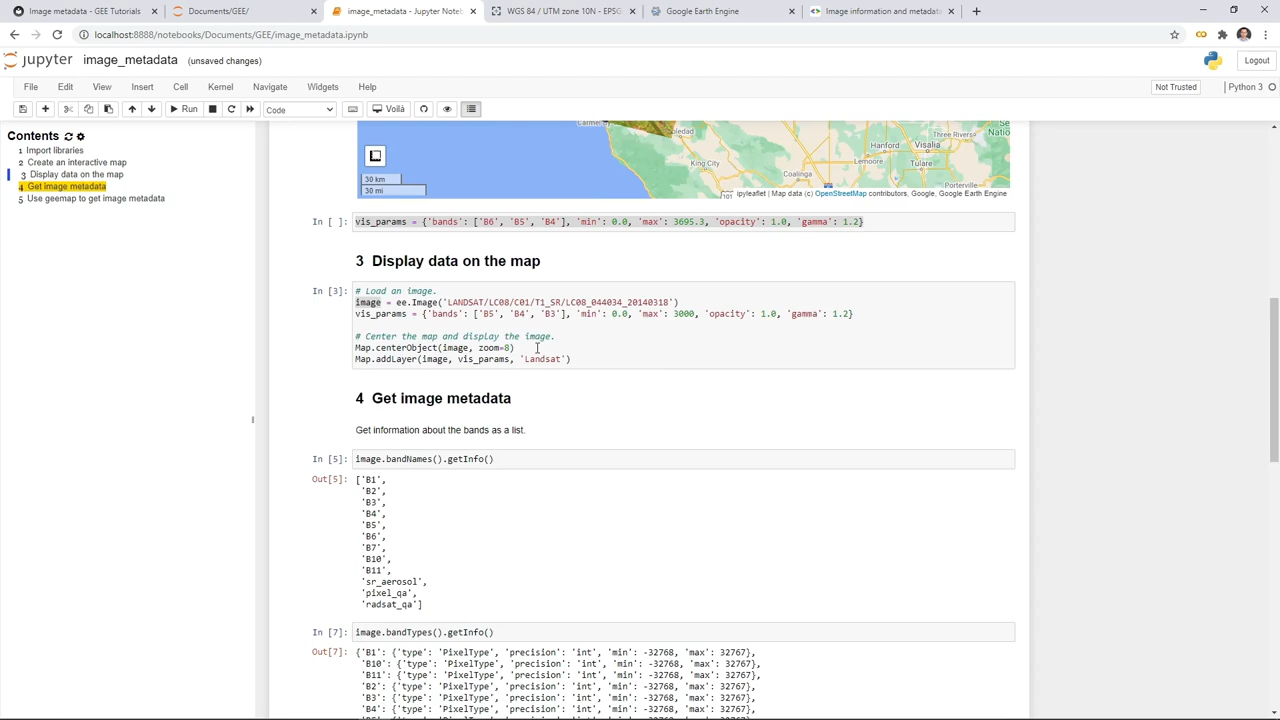 Image metadata - GEE Tutorials
Documents/GEE/
image_metadata - Jupyter Noteb
WGS 84 / UTM zone 10N - EPSG
Google Earth Engine
Image information and metadata
localhost:8888/notebooks/Documents/GEE/image_metadata.ipynb
jupyter image_metadata (unsaved changes)
Logout
File Edit View Insert Cell Kernel Navigate Widgets Help
Not Trusted
Python 3
Run
Code
Voilà
Contents
1 Import libraries
2 Create an interactive map
3 Display data on the map
4 Get image metadata
5 Use geemap to get image metadata
Soledad
King City
Coalinga
Hanford
Visalia
Lemoore
Tulare
Three Rivers
Porterville
30 km
30 mi
ipyleaflet | Map data (c) OpenStreetMap contributors, Google, Google Earth Engine
In [ ]: vis_params = {'bands': ['B6', 'B5', 'B4'], 'min': 0.0, 'max': 3695.3, 'opacity': 1.0, 'gamma': 1.2}
3 Display data on the map
In [3]: # Load an image.
image = ee.Image('LANDSAT/LC08/C01/T1_SR/LC08_044034_20140318')
vis_params = {'bands': ['B5', 'B4', 'B3'], 'min': 0.0, 'max': 3000, 'opacity': 1.0, 'gamma': 1.2}
# Center the map and display the image.
Map.centerObject(image, zoom=8)
Map.addLayer(image, vis_params, 'Landsat')
4 Get image metadata
Get information about the bands as a list.
In [5]: image.bandNames().getInfo()
Out[5]: ['B1',
'B2',
'B3',
'B4',
'B5',
'B6',
'B7',
'B10',
'B11',
'sr_aerosol',
'pixel_qa',
'radsat_qa']
In [7]: image.bandTypes().getInfo()
Out[7]: {'B1': {'type': 'PixelType', 'precision': 'int', 'min': -32768, 'max': 32767},
'B10': {'type': 'PixelType', 'precision': 'int', 'min': -32768, 'max': 32767},
'B11': {'type': 'PixelType', 'precision': 'int', 'min': -32768, 'max': 32767},
'B2': {'type': 'PixelType', 'precision': 'int', 'min': -32768, 'max': 32767},
'B3': {'type': 'PixelType', 'precision': 'int', 'min': -32768, 'max': 32767},
'B4': {'type': 'PixelType', 'precision': 'int', 'min': -32768, 'max': 32767},